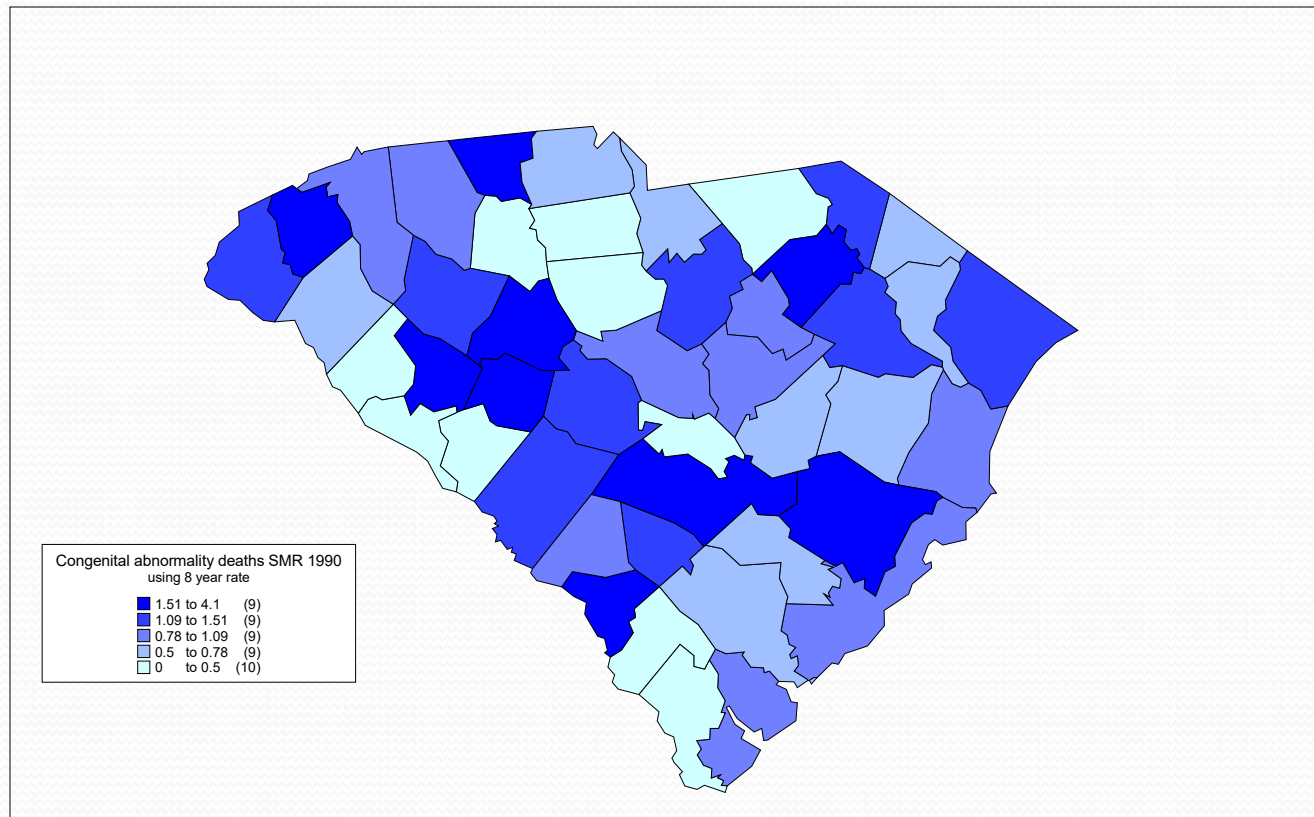 Congenital abnormality deaths SMR 1990
using 8 year rate
1.51 to 4.1 (9)
1.09 to 1.51 (9)
0.78 to 1.09 (9)
0.5 to 0.78 (9)
0 to 0.5 (10)